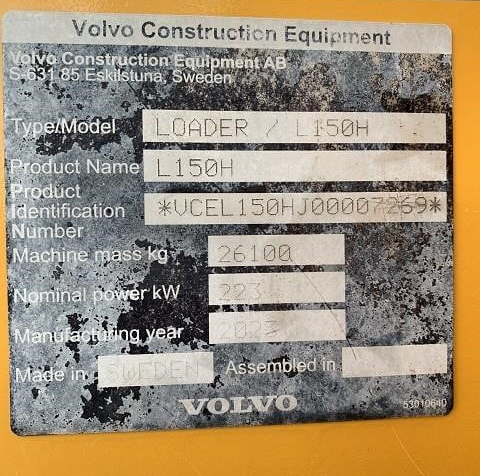 Volvo Construction Equipment
Volvo Construction Equipment AB
S-631 85 Eskilstuna, Sweden
Type/Model LOADER / L150H
Product Name L150H
Product
Identification *VCEL150HJ00007269*
Number
Machine mass kg 26100
Nominal power kW 223
Manufacturing year
Made in SWEDEN Assembled in
VOLVO
53010640